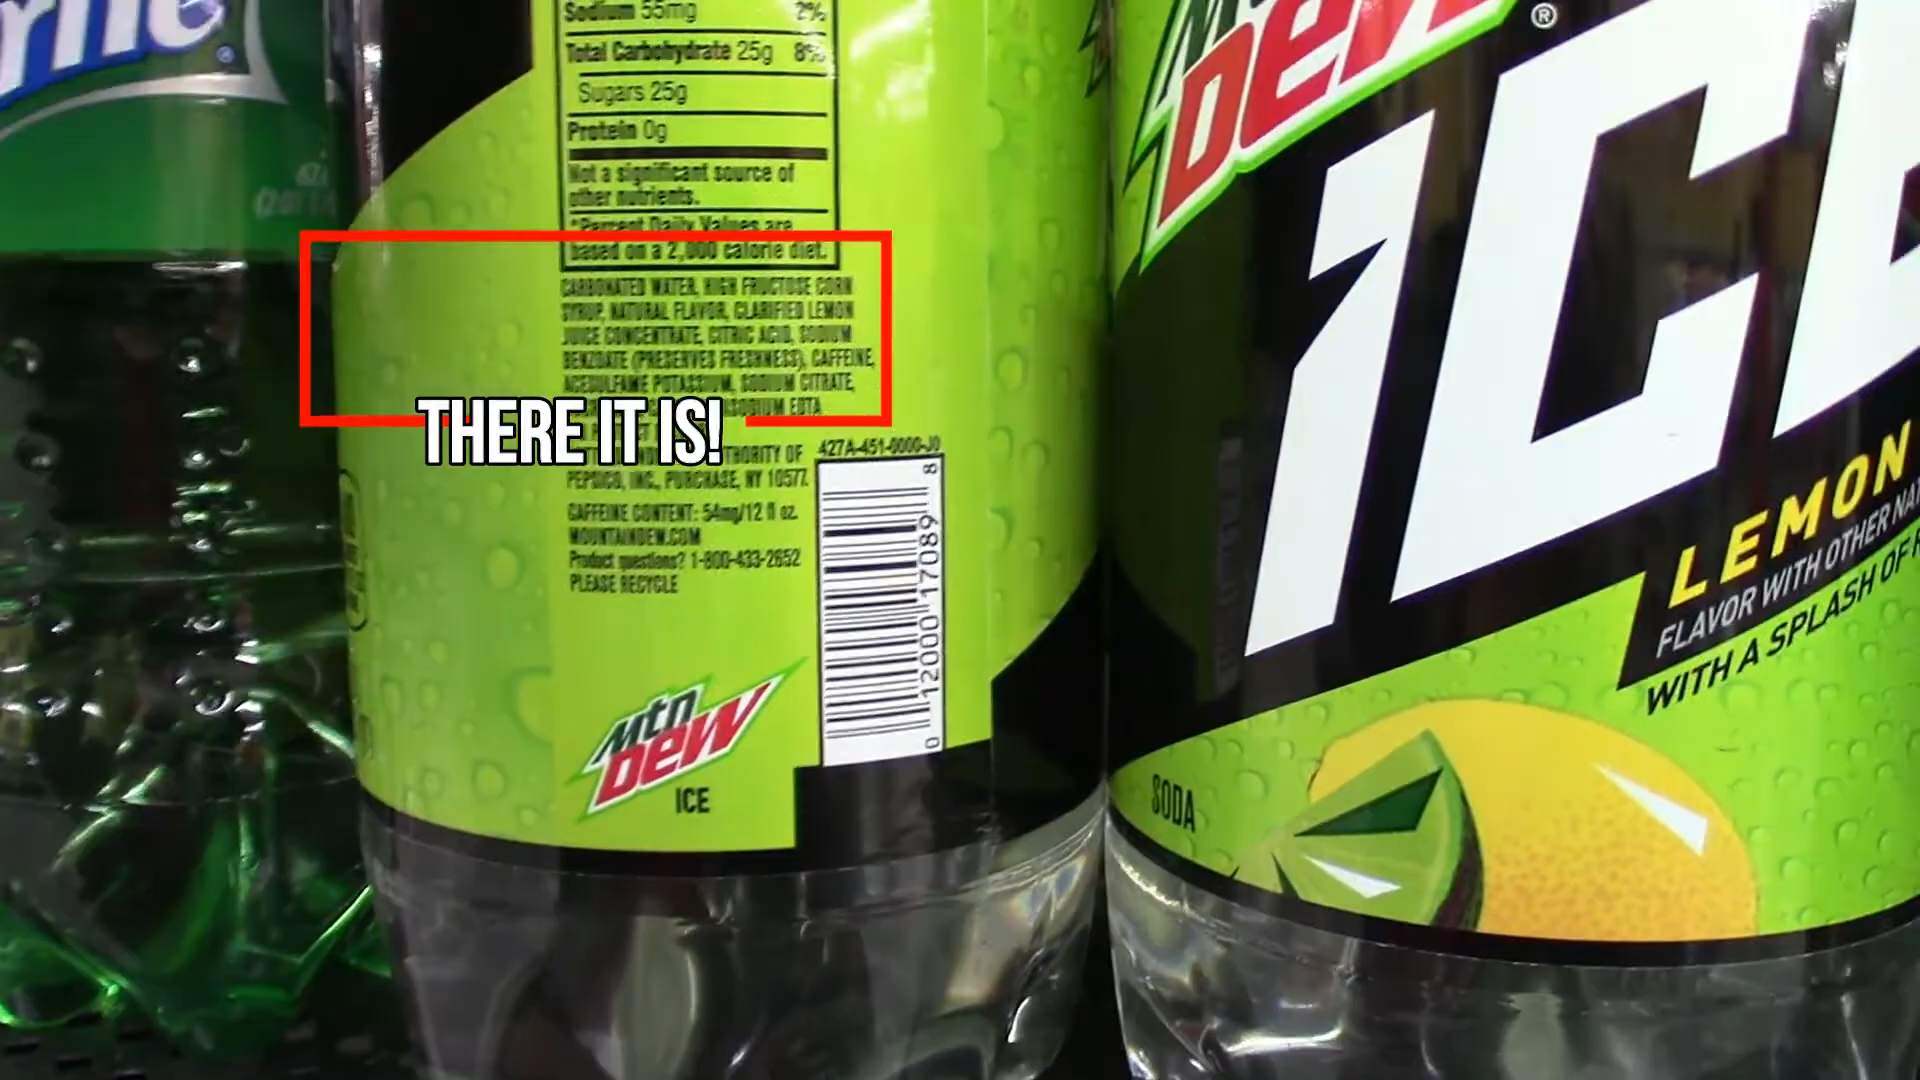 Sodium 55mg 2%
Total Carbohydrate 25g 8%
Sugars 25g
Protein 0g
Not a significant source of
other nutrients.
*Percent Daily Values are
based on a 2,000 calorie diet.
CARBONATED WATER, HIGH FRUCTOSE CORN
SYRUP, NATURAL FLAVOR, CLARIFIED LEMON
JUICE CONCENTRATE, CITRIC ACID, SODIUM
BENZOATE (PRESERVES FRESHNESS), CAFFEINE,
ACESULFAME POTASSIUM, SODIUM CITRATE,
EDTA
THERE IT IS!
OF
PEPSICO, INC., PURCHASE, NY 10577.
CAFFEINE CONTENT: 54mg/12 fl oz.
MOUNTAINDEW.COM
Product questions? 1-800-433-2652
PLEASE RECYCLE
427A-451-0000-J0
0 12000 17089 8
mtn
DEW
ICE
DEW
®
ICE
LEMON
FLAVOR WITH OTHER
WITH A SPLASH OF
SODA